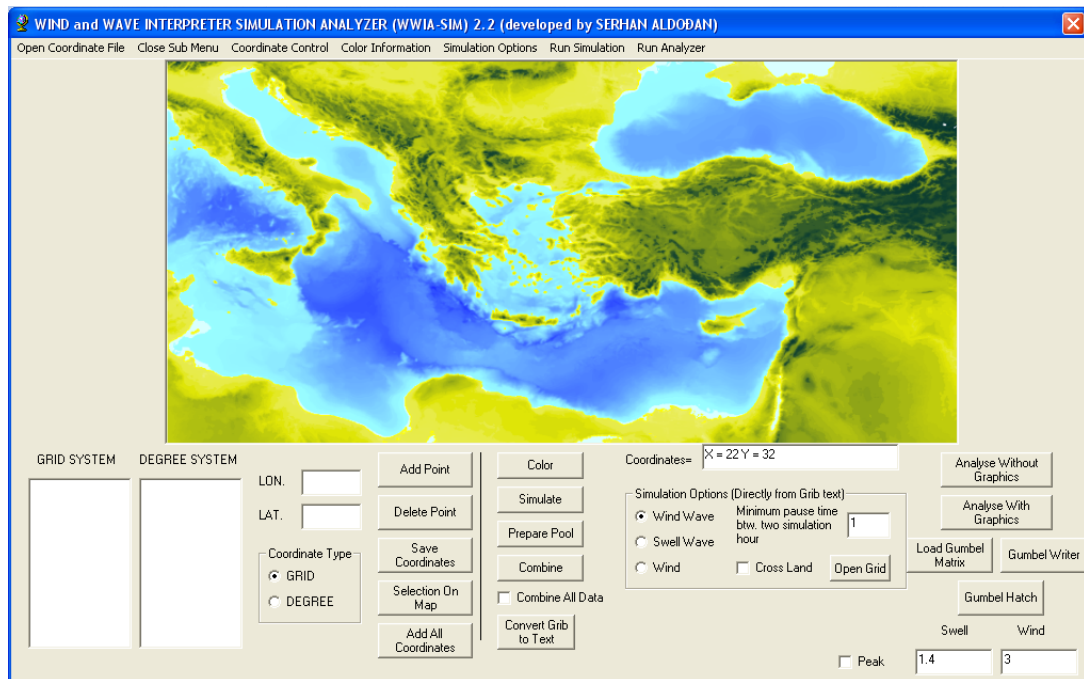 WIND and WAVE INTERPRETER SIMULATION ANALYZER (WWIA-SIM) 2.2 (developed by SERHAN ALDOĐAN)
Open Coordinate File Close Sub Menu Coordinate Control Color Information Simulation Options Run Simulation Run Analyzer
GRID SYSTEM
DEGREE SYSTEM
LON.
LAT.
Coordinate Type
GRID
DEGREE
Add Point
Delete Point
Save
Coordinates
Selection On
Map
Add All
Coordinates
Color
Simulate
Prepare Pool
Combine
Combine All Data
Convert Grib
to Text
Coordinates=
X = 22 Y = 32
Simulation Options (Directly from Grib text)
Wind Wave
Swell Wave
Wind
Minimum pause time
btw. two simulation
hour
1
Cross Land
Open Grid
Analyse Without
Graphics
Analyse With
Graphics
Load Gumbel
Matrix
Gumbel Writer
Gumbel Hatch
Swell
Wind
Peak
1.4
3